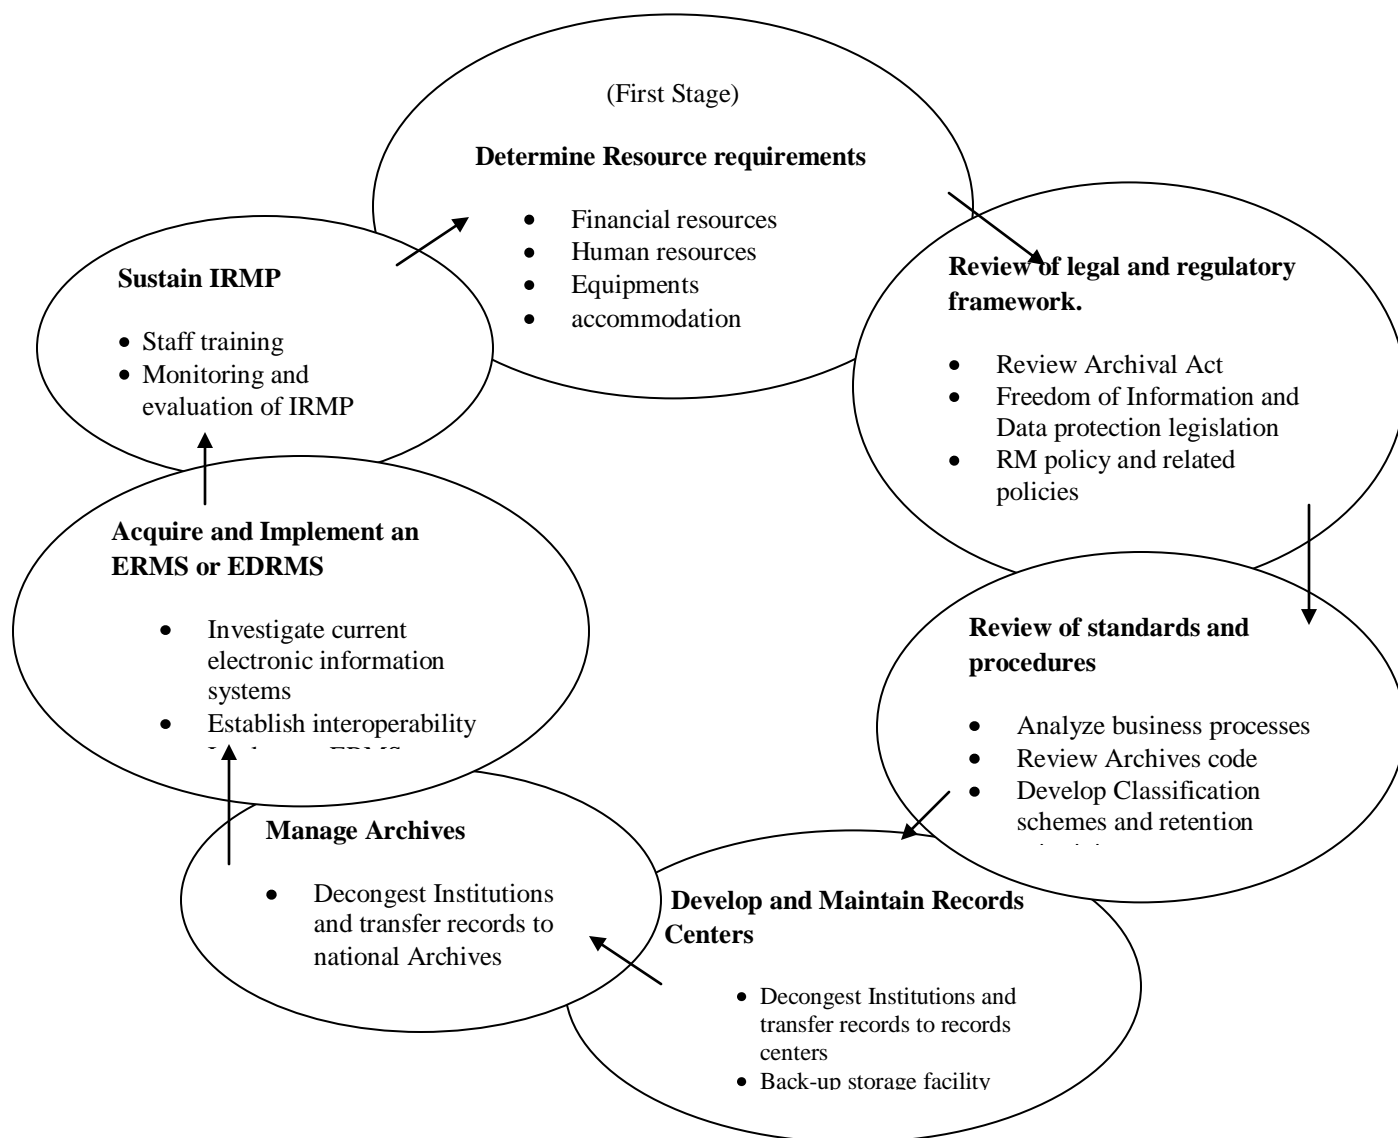 (First Stage)
Determine Resource requirements
• Financial resources
• Human resources
• Equipments
• accommodation
Review of legal and regulatory
framework.
• Review Archival Act
• Freedom of Information and
Data protection legislation
• RM policy and related
policies
Review of standards and
procedures
• Analyze business processes
• Review Archives code
• Develop Classification
schemes and retention
Develop and Maintain Records
Centers
• Decongest Institutions and
transfer records to records
centers
• Back-up storage facility
Manage Archives
• Decongest Institutions
and transfer records to
national Archives
Acquire and Implement an
ERMS or EDRMS
• Investigate current
electronic information
systems
• Establish interoperability
Sustain IRMP
• Staff training
• Monitoring and
evaluation of IRMP